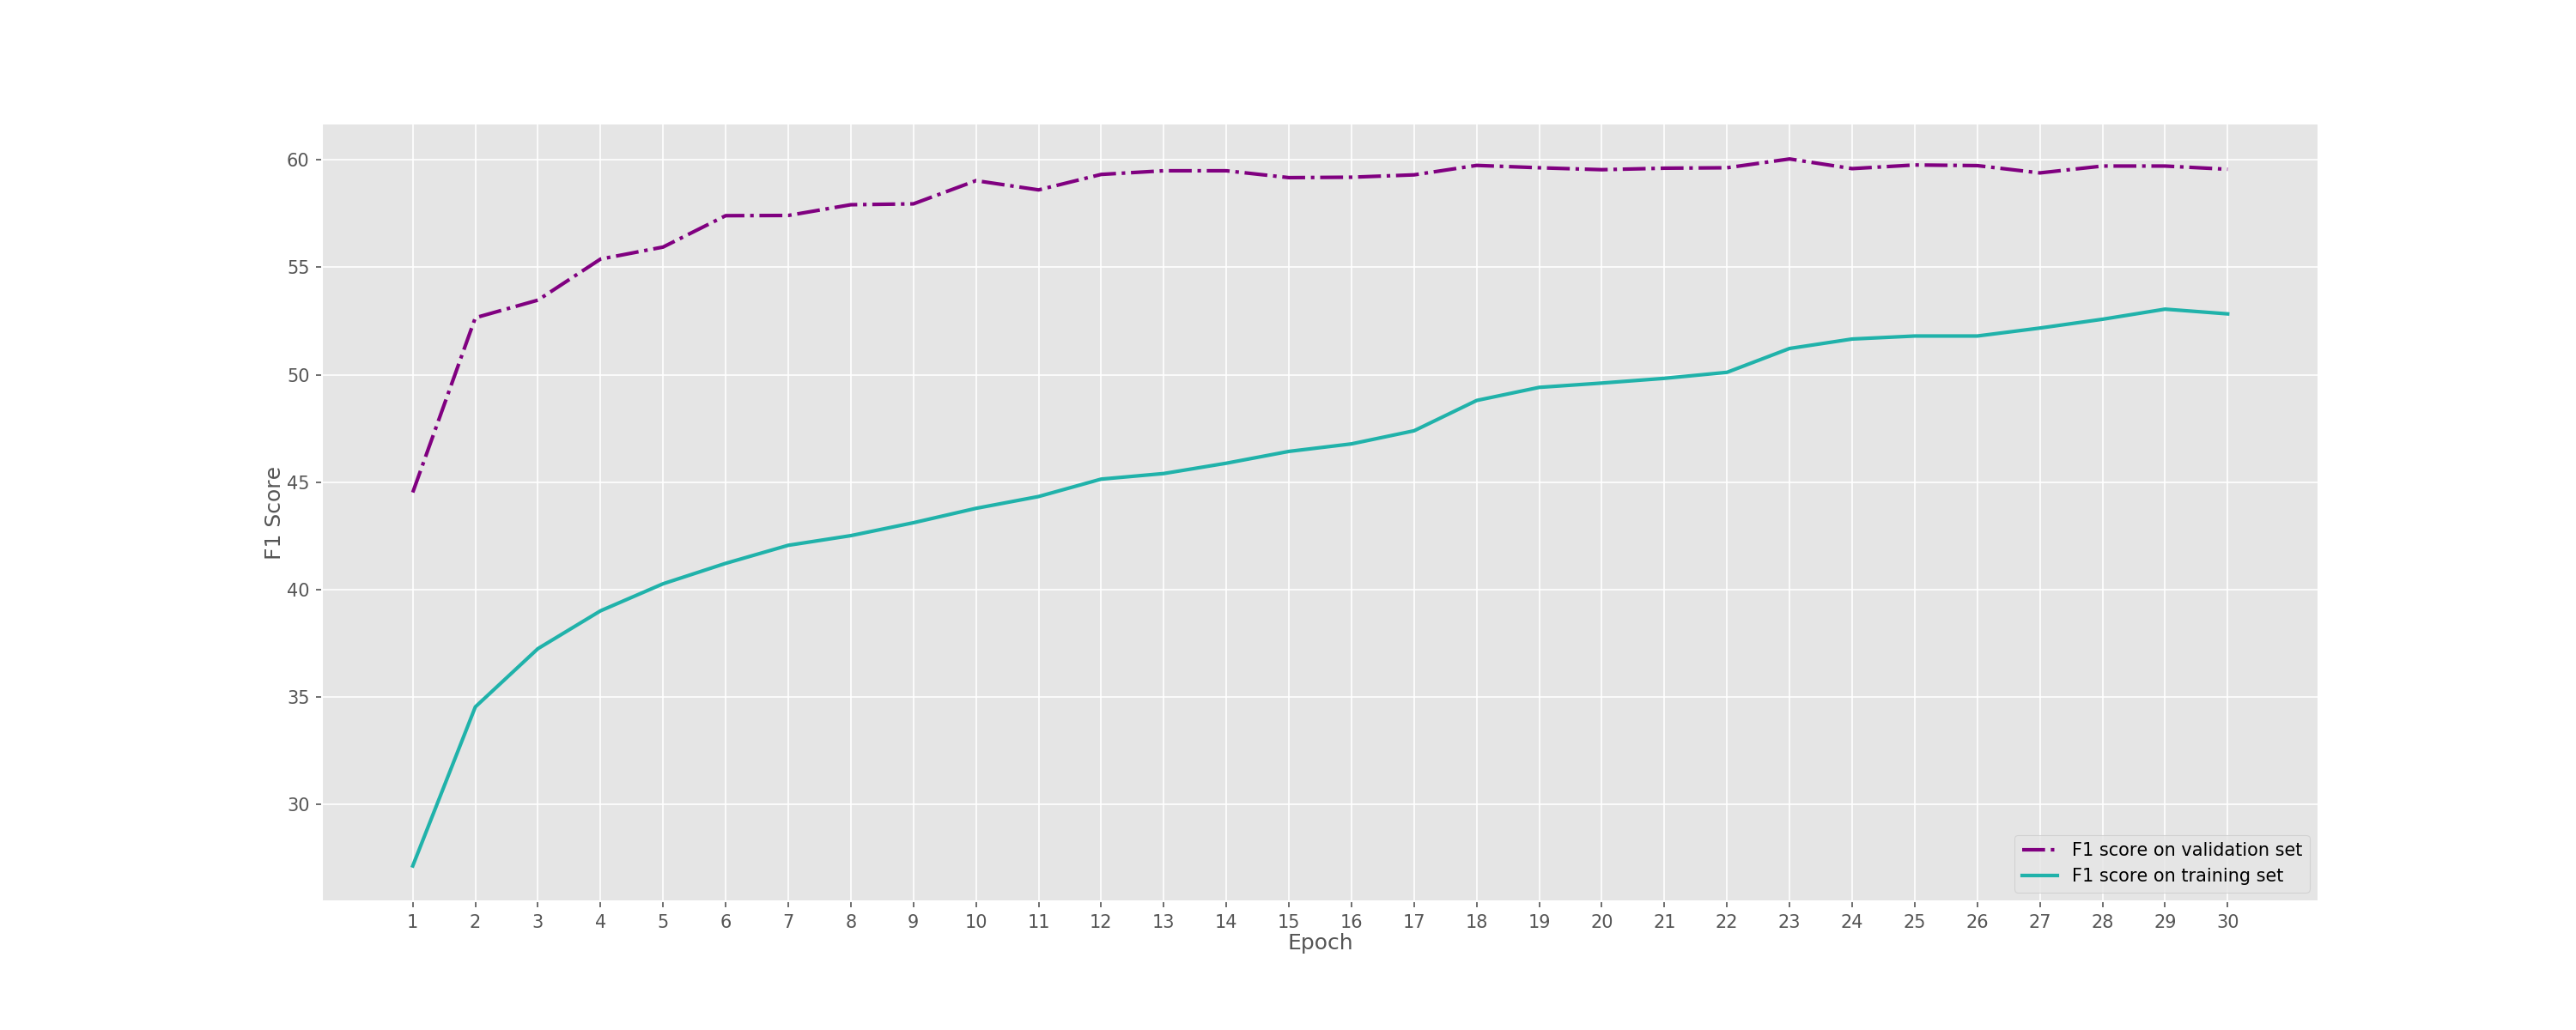 60
55
50
45
40
35
30
F1 Score
1 2 3 4 5 6 7 8 9 10 11 12 13 14 15 16 17 18 19 20 21 22 23 24 25 26 27 28 29 30
Epoch
F1 score on validation set
F1 score on training set